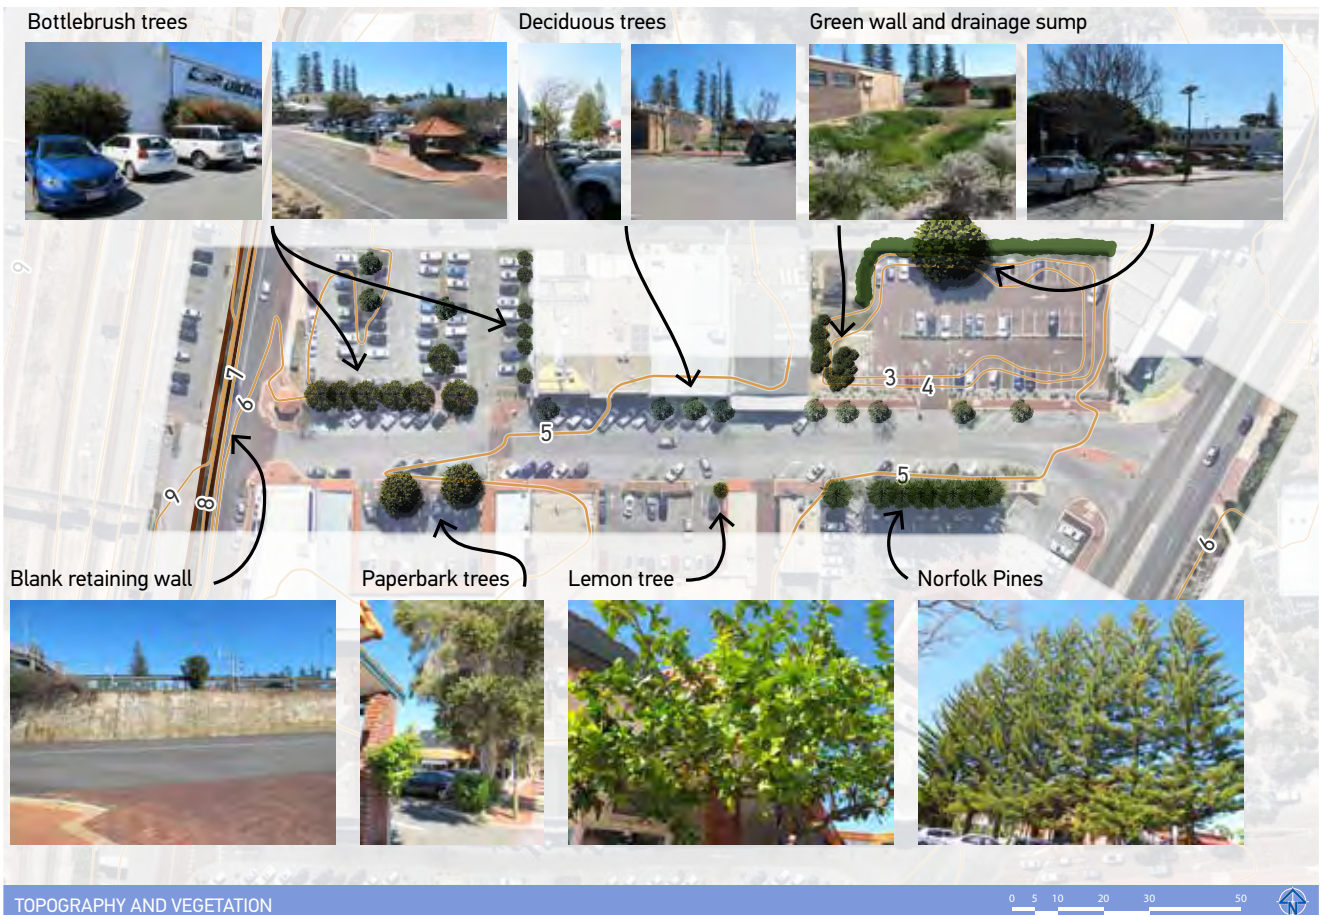 Bottlebrush trees
Deciduous trees
Green wall and drainage sump
9
7
6
3
4
5
5
9
8
6
Blank retaining wall
Paperbark trees
Lemon tree
Norfolk Pines
TOPOGRAPHY AND VEGETATION
0 5 10 20 30 50
N